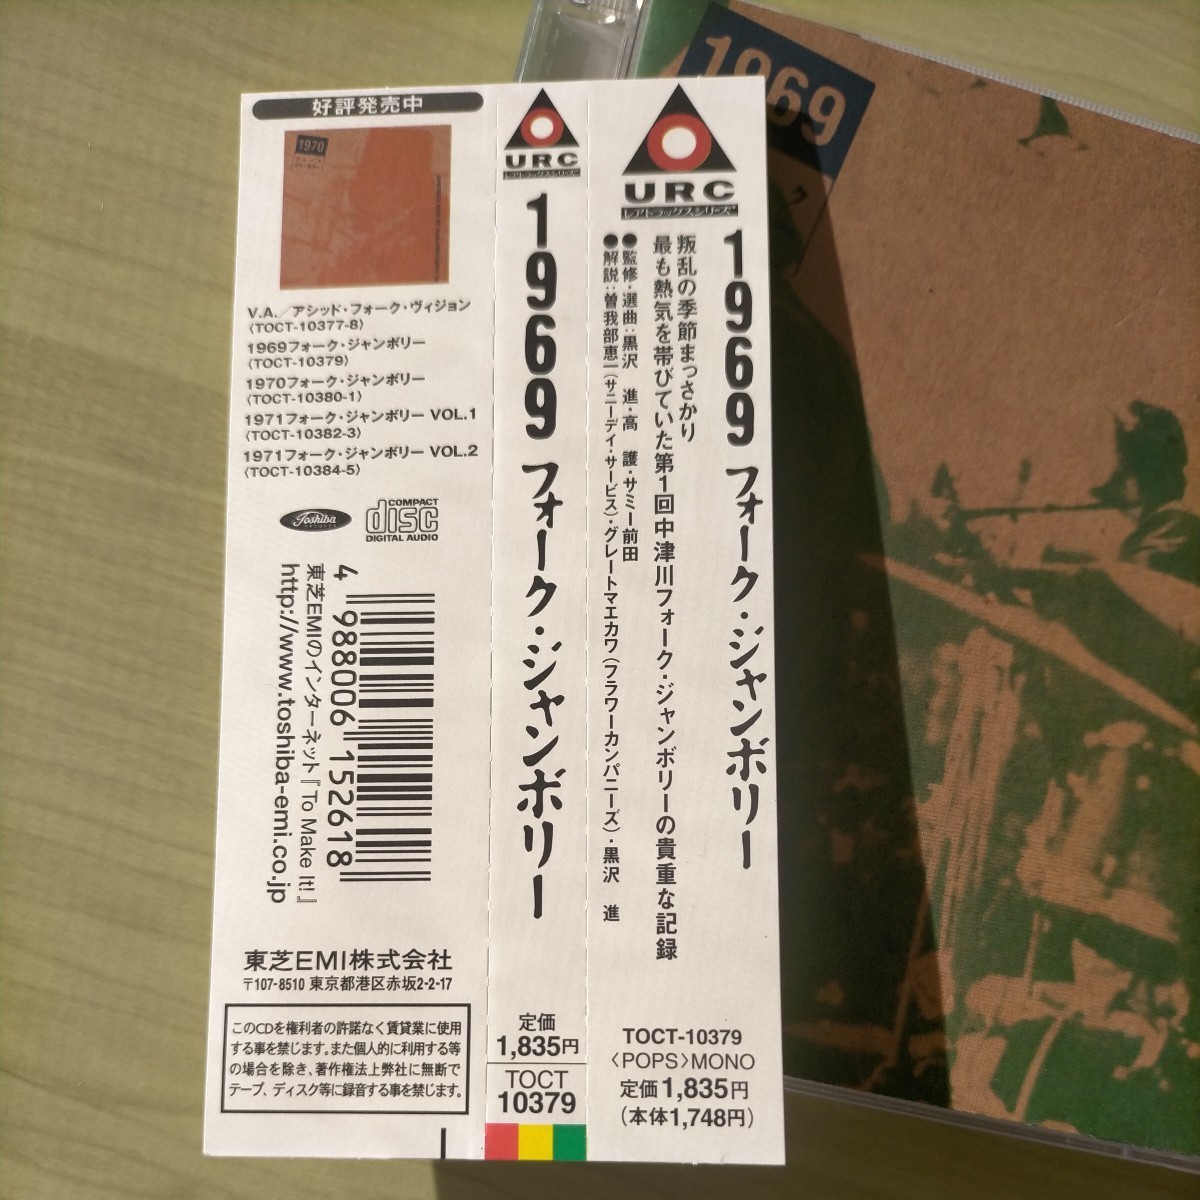 好評発売中
1970
V.A.／アシッド・フォーク・ヴィジョン
〈TOCT-10377-8〉
1969フォーク・ジャンボリー
〈TOCT-10379〉
1970フォーク・ジャンボリー
〈TOCT-10380-1〉
1971フォーク・ジャンボリー VOL.1
〈TOCT-10382-3〉
1971フォーク・ジャンボリー VOL.2
〈TOCT-10384-5〉
Toshiba
COMPACT
disc
DIGITAL AUDIO
4 988006 152618
東芝EMIのインターネット『To Make It!』
http://www.toshiba-emi.co.jp
東芝EMI株式会社
〒107-8510 東京都港区赤坂2-2-17
このCDを権利者の許諾なく賃貸業に使用
する事を禁じます。また個人的に利用する等
の場合を除き、著作権法上弊社に無断で
テープ、ディスク等に録音する事を禁じます。
URC
レアトラックスシリーズ
1969 フォーク・ジャンボリー
定価
1,835円
TOCT
10379
URC
レアトラックスシリーズ
1969 フォーク・ジャンボリー
叛乱の季節まっさかり
最も熱気を帯びていた第1回中津川フォーク・ジャンボリーの貴重な記録
●監修・選曲：黒沢 進・高 護・サミー前田
●解説：曽我部恵一（サニーデイ・サービス）・グレートマエカワ（フラワーカンパニーズ）・黒沢 進
TOCT-10379
〈POPS〉MONO
定価1,835円
（本体1,748円）
1969
ク